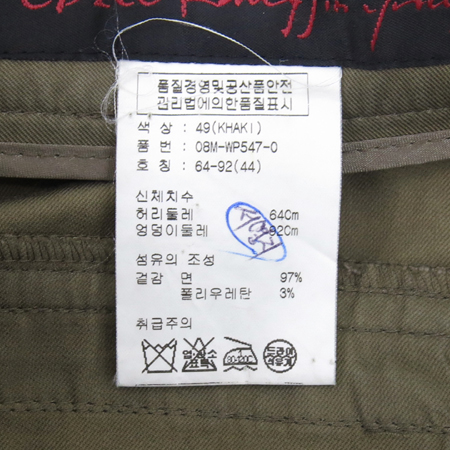 품질경영및공산품안전
관리법에의한품질표시
색 상 : 49(KHAKI)
품 번 : 08M-WP547-0
호 칭 : 64-92(44)
신체치수
허리둘레 64Cm
엉덩이둘레 92Cm
섬유의 조성
겉감 면 97%
폴리우레탄 3%
취급주의
드라이